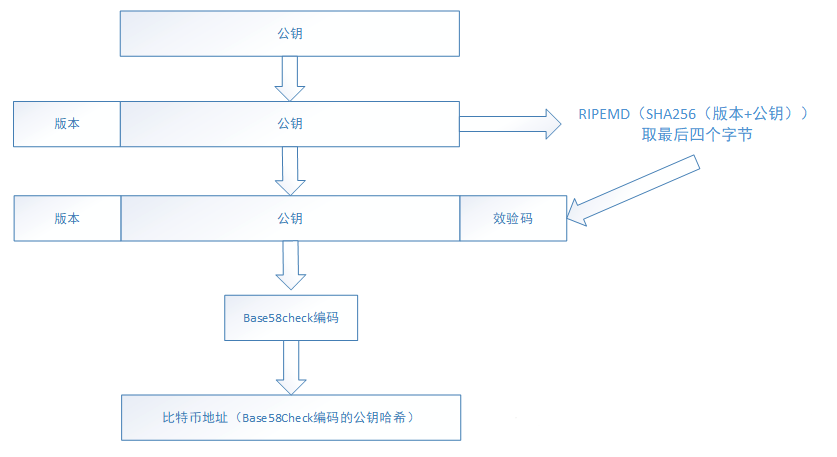 公钥
版本 公钥
RIPEMD（SHA256（版本+公钥））
取最后四个字节
版本 公钥 效验码
Base58check编码
比特币地址（Base58Check编码的公钥哈希）